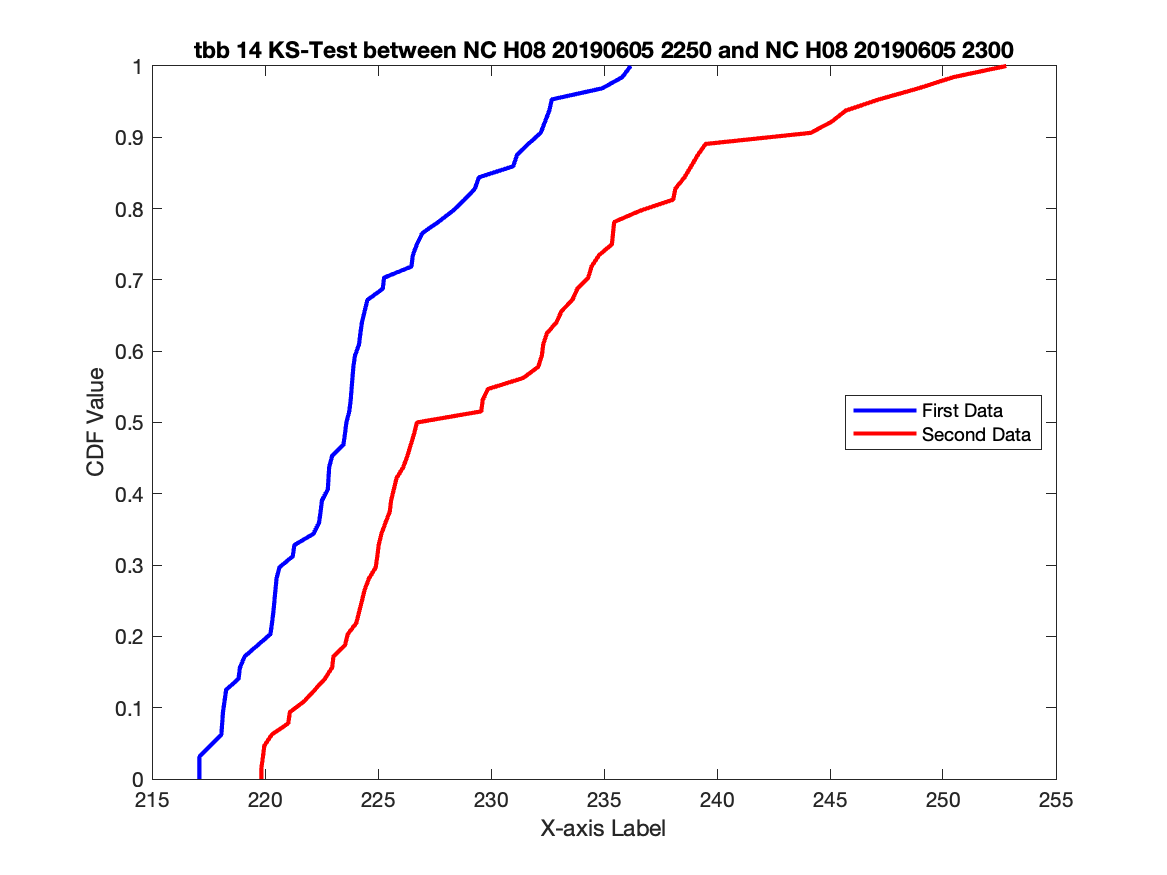 tbb 14 KS-Test between NC H08 20190605 2250 and NC H08 20190605 2300
1
0.9
0.8
0.7
0.6
0.5
0.4
0.3
0.2
0.1
0
CDF Value
First Data
Second Data
215 220 225 230 235 240 245 250 255
X-axis Label